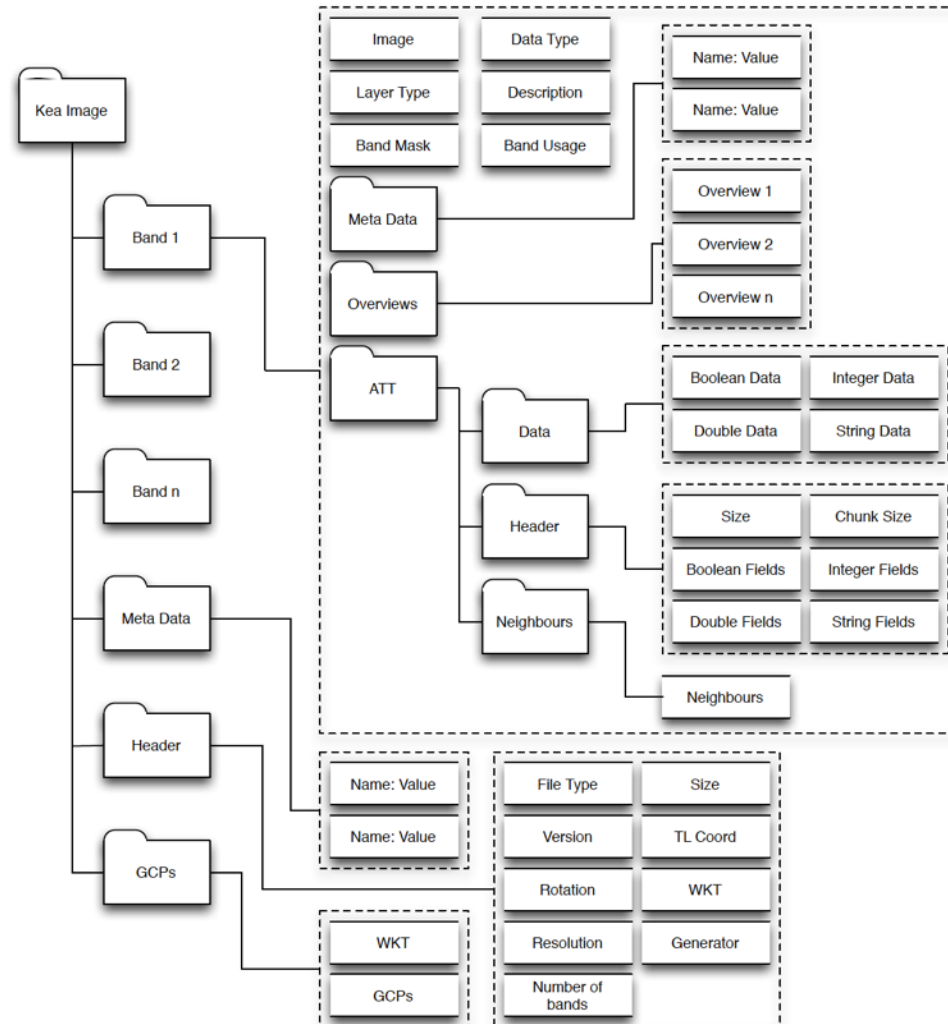 Kea Image
Band 1
Band 2
Band n
Meta Data
Header
GCPs
Image
Data Type
Layer Type
Description
Band Mask
Band Usage
Meta Data
Overviews
ATT
Name: Value
Name: Value
Overview 1
Overview 2
Overview n
Data
Header
Neighbours
Boolean Data
Integer Data
Double Data
String Data
Size
Chunk Size
Boolean Fields
Integer Fields
Double Fields
String Fields
Neighbours
Name: Value
Name: Value
File Type
Size
Version
TL Coord
Rotation
WKT
Resolution
Generator
Number of
bands
WKT
GCPs